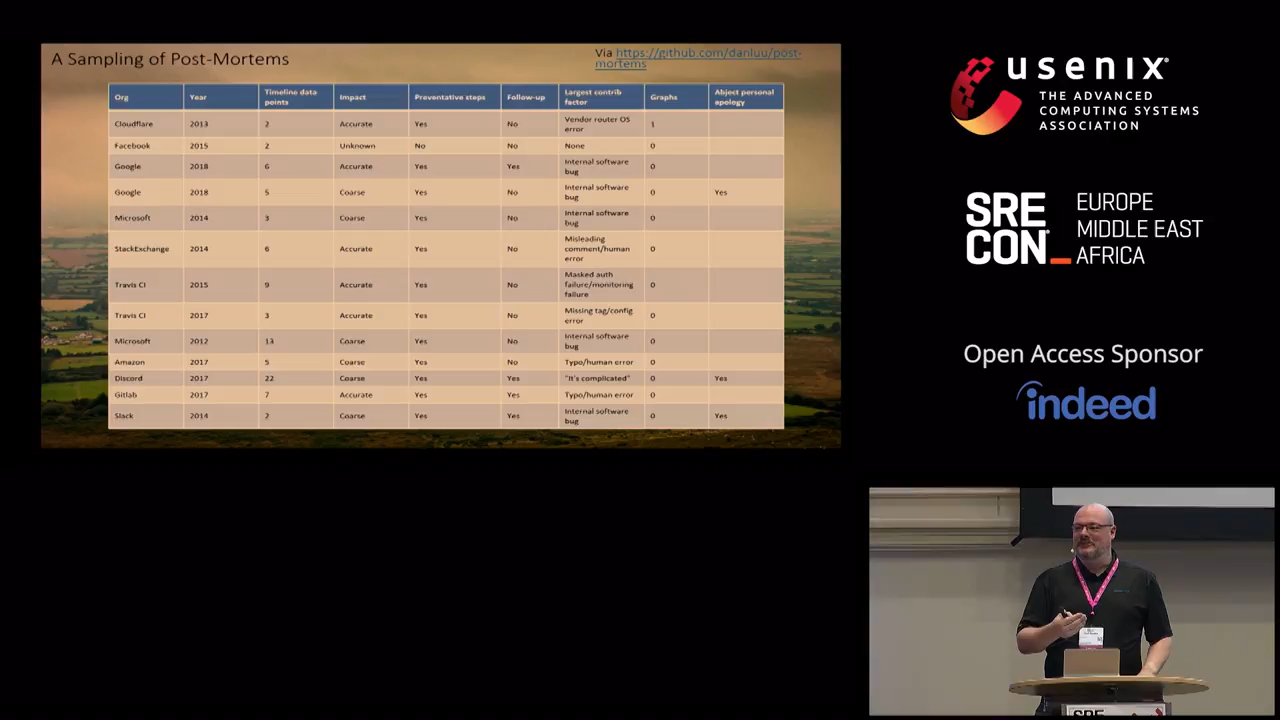 A Sampling of Post-Mortems
Via https://github.com/danluu/post-
mortems
Org Year Timeline data points Impact Preventative steps Follow-up Largest contrib factor Graphs Abject personal apology
Cloudflare 2013 2 Accurate Yes No Vendor router OS error 1
Facebook 2015 2 Unknown No No None 0
Google 2018 6 Accurate Yes Yes Internal software bug 0
Google 2018 5 Coarse Yes No Internal software bug 0 Yes
Microsoft 2014 3 Coarse Yes No Internal software bug 0
StackExchange 2014 6 Accurate Yes No Misleading comment/human error 0
Travis CI 2015 9 Accurate Yes No Masked auth failure/monitoring failure 0
Travis CI 2017 3 Accurate Yes No Missing tag/config error 0
Microsoft 2012 13 Coarse Yes No Internal software bug 0
Amazon 2017 5 Coarse Yes No Typo/human error 0
Discord 2017 22 Coarse Yes Yes "It's complicated" 0 Yes
Gitlab 2017 7 Accurate Yes Yes Typo/human error 0
Slack 2014 2 Coarse Yes Yes Internal software bug 0 Yes
usenix
THE ADVANCED
COMPUTING SYSTEMS
ASSOCIATION
SRE
CON
EUROPE
MIDDLE EAST
AFRICA
Open Access Sponsor
indeed
SRE